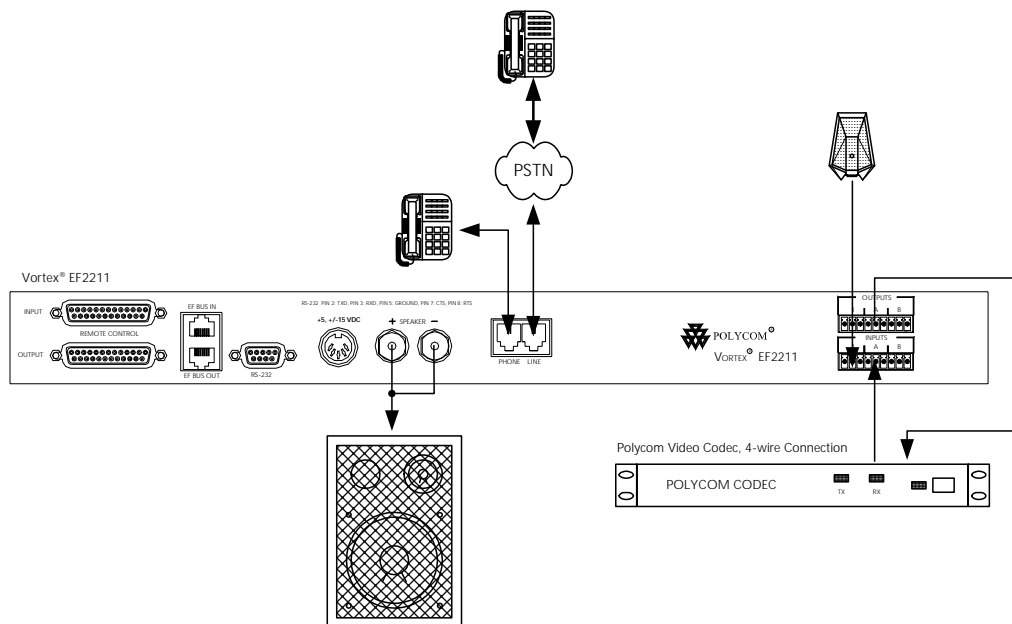 PSTN
Vortex® EF2211
INPUT
REMOTE CONTROL
OUTPUT
EF BUS IN
EF BUS OUT
RS-232
RS-232 PIN 2: TXD, PIN 3: RXD, PIN 5: GROUND, PIN 7: CTS, PIN 8: RTS
+5, +/-15 VDC
+ SPEAKER −
PHONE LINE
POLYCOM®
VORTEX® EF2211
OUTPUTS
A B
INPUTS
A B
Polycom Video Codec, 4-wire Connection
POLYCOM CODEC
TX RX